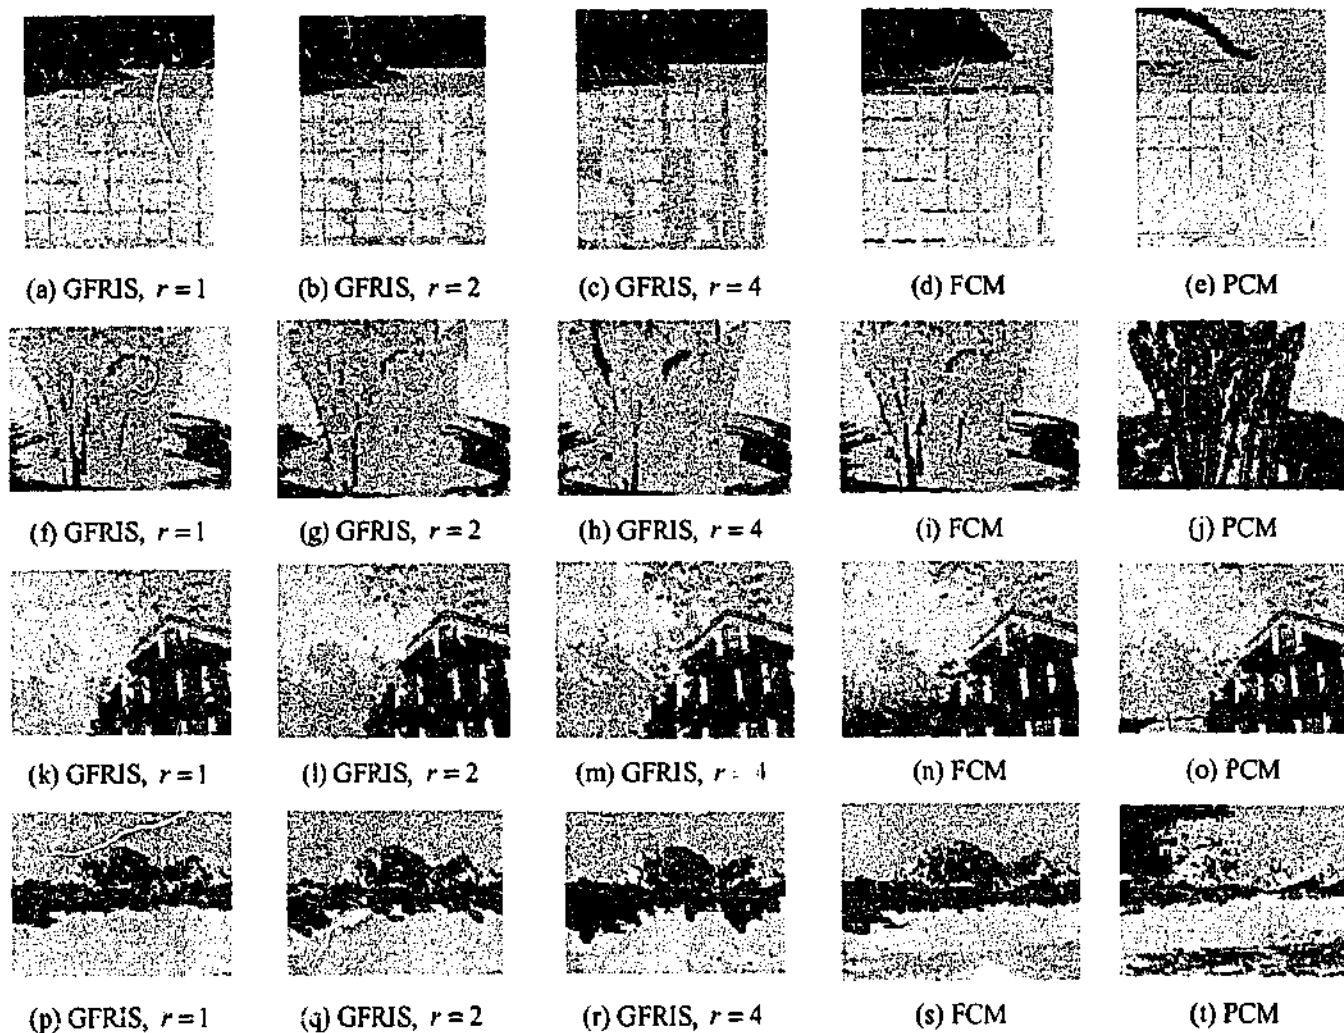 (a) GFRIS, r = 1
(b) GFRIS, r = 2
(c) GFRIS, r = 4
(d) FCM
(e) PCM
(f) GFRIS, r = 1
(g) GFRIS, r = 2
(h) GFRIS, r = 4
(i) FCM
(j) PCM
(k) GFRIS, r = 1
(l) GFRIS, r = 2
(m) GFRIS, r = 4
(n) FCM
(o) PCM
(p) GFRIS, r = 1
(q) GFRIS, r = 2
(r) GFRIS, r = 4
(s) FCM
(t) PCM